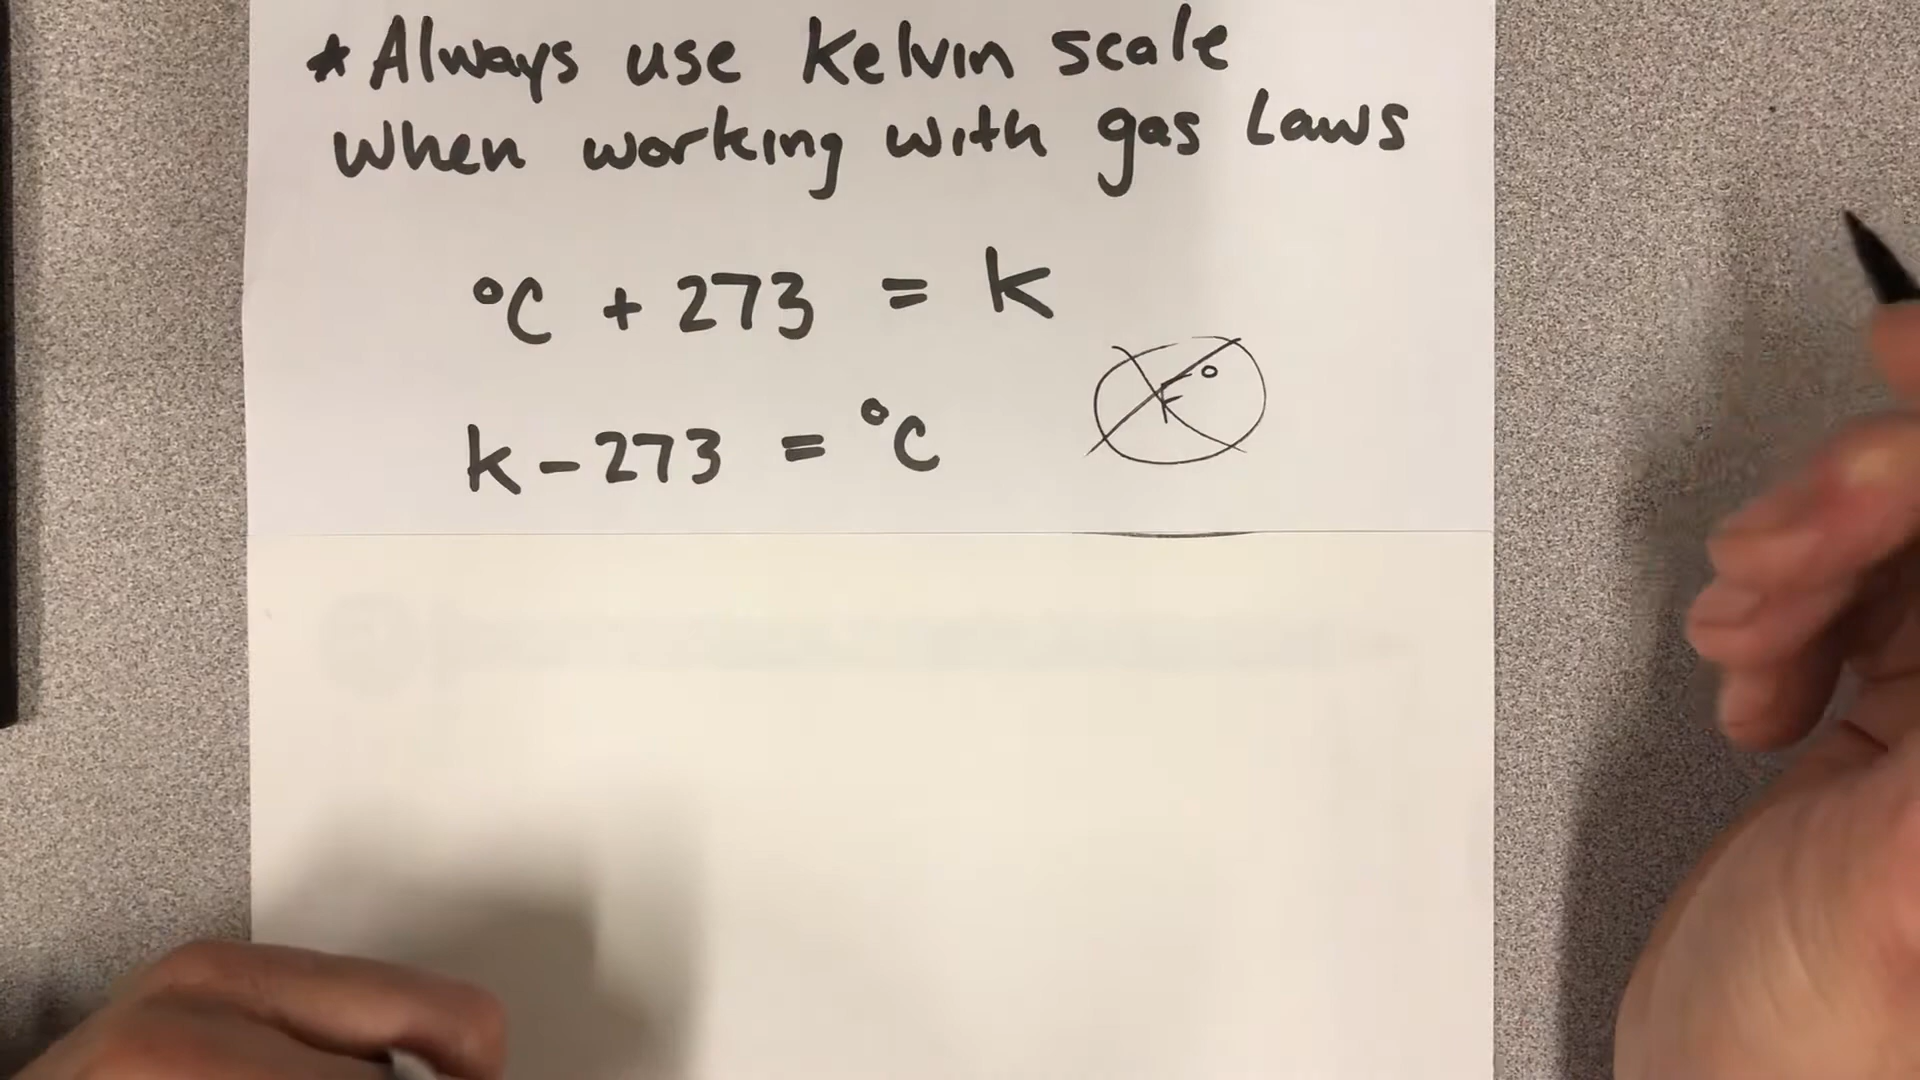 * Always use Kelvin scale
when working with gas Laws
°C + 273 = k
F°
k - 273 = °C